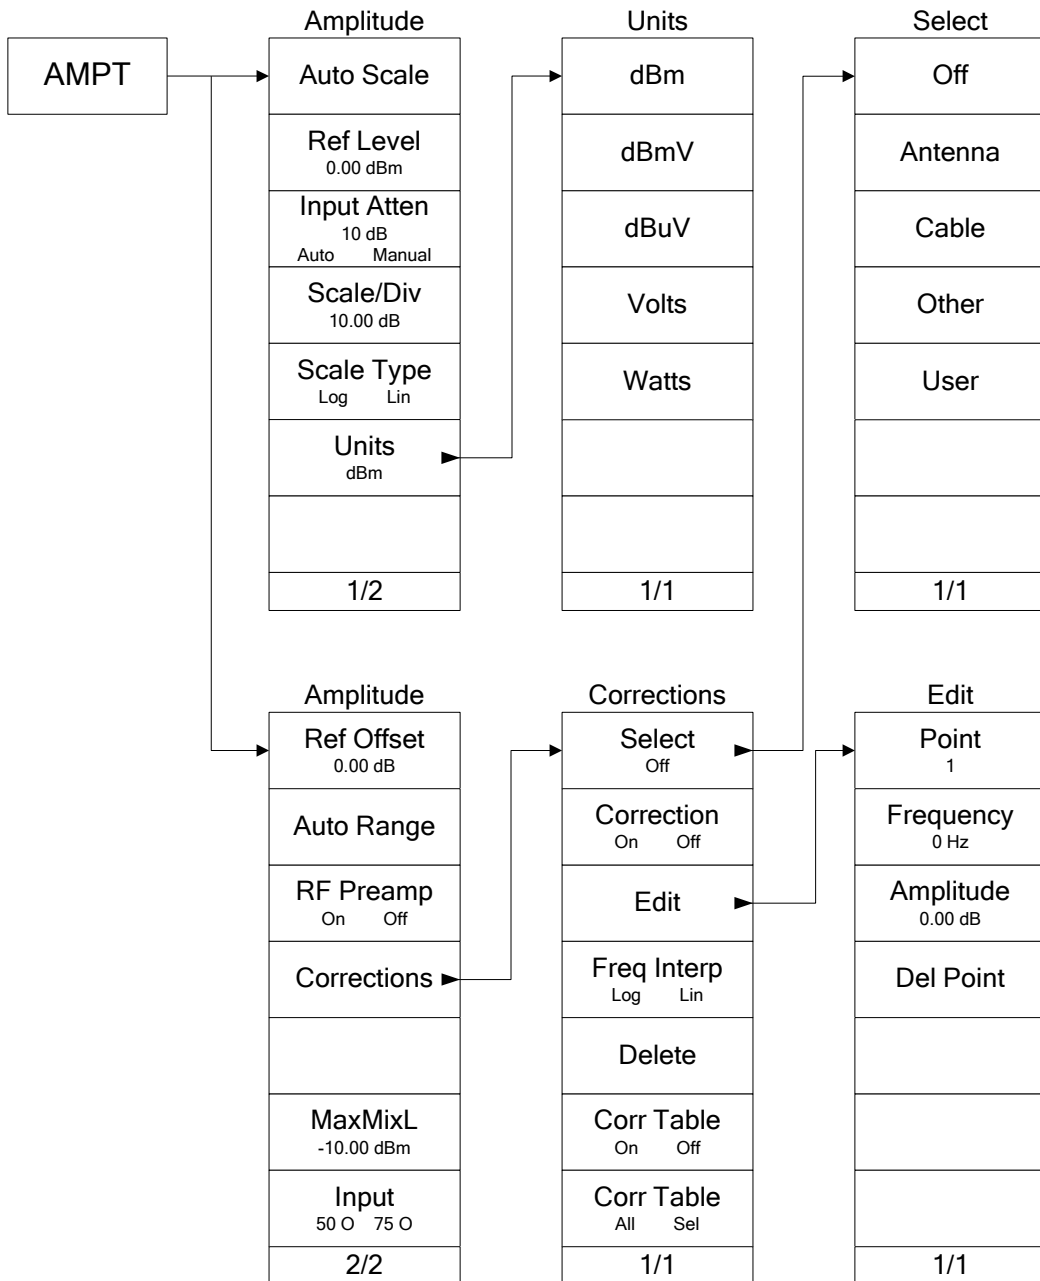 AMPT
Amplitude
Auto Scale
Ref Level
0.00 dBm
Input Atten
10 dB
Auto Manual
Scale/Div
10.00 dB
Scale Type
Log Lin
Units
dBm
1/2
Units
dBm
dBmV
dBuV
Volts
Watts
1/1
Select
Off
Antenna
Cable
Other
User
1/1
Amplitude
Ref Offset
0.00 dB
Auto Range
RF Preamp
On Off
Corrections
MaxMixL
-10.00 dBm
Input
50 O 75 O
2/2
Corrections
Select
Off
Correction
On Off
Edit
Freq Interp
Log Lin
Delete
Corr Table
On Off
Corr Table
All Sel
1/1
Edit
Point
1
Frequency
0 Hz
Amplitude
0.00 dB
Del Point
1/1